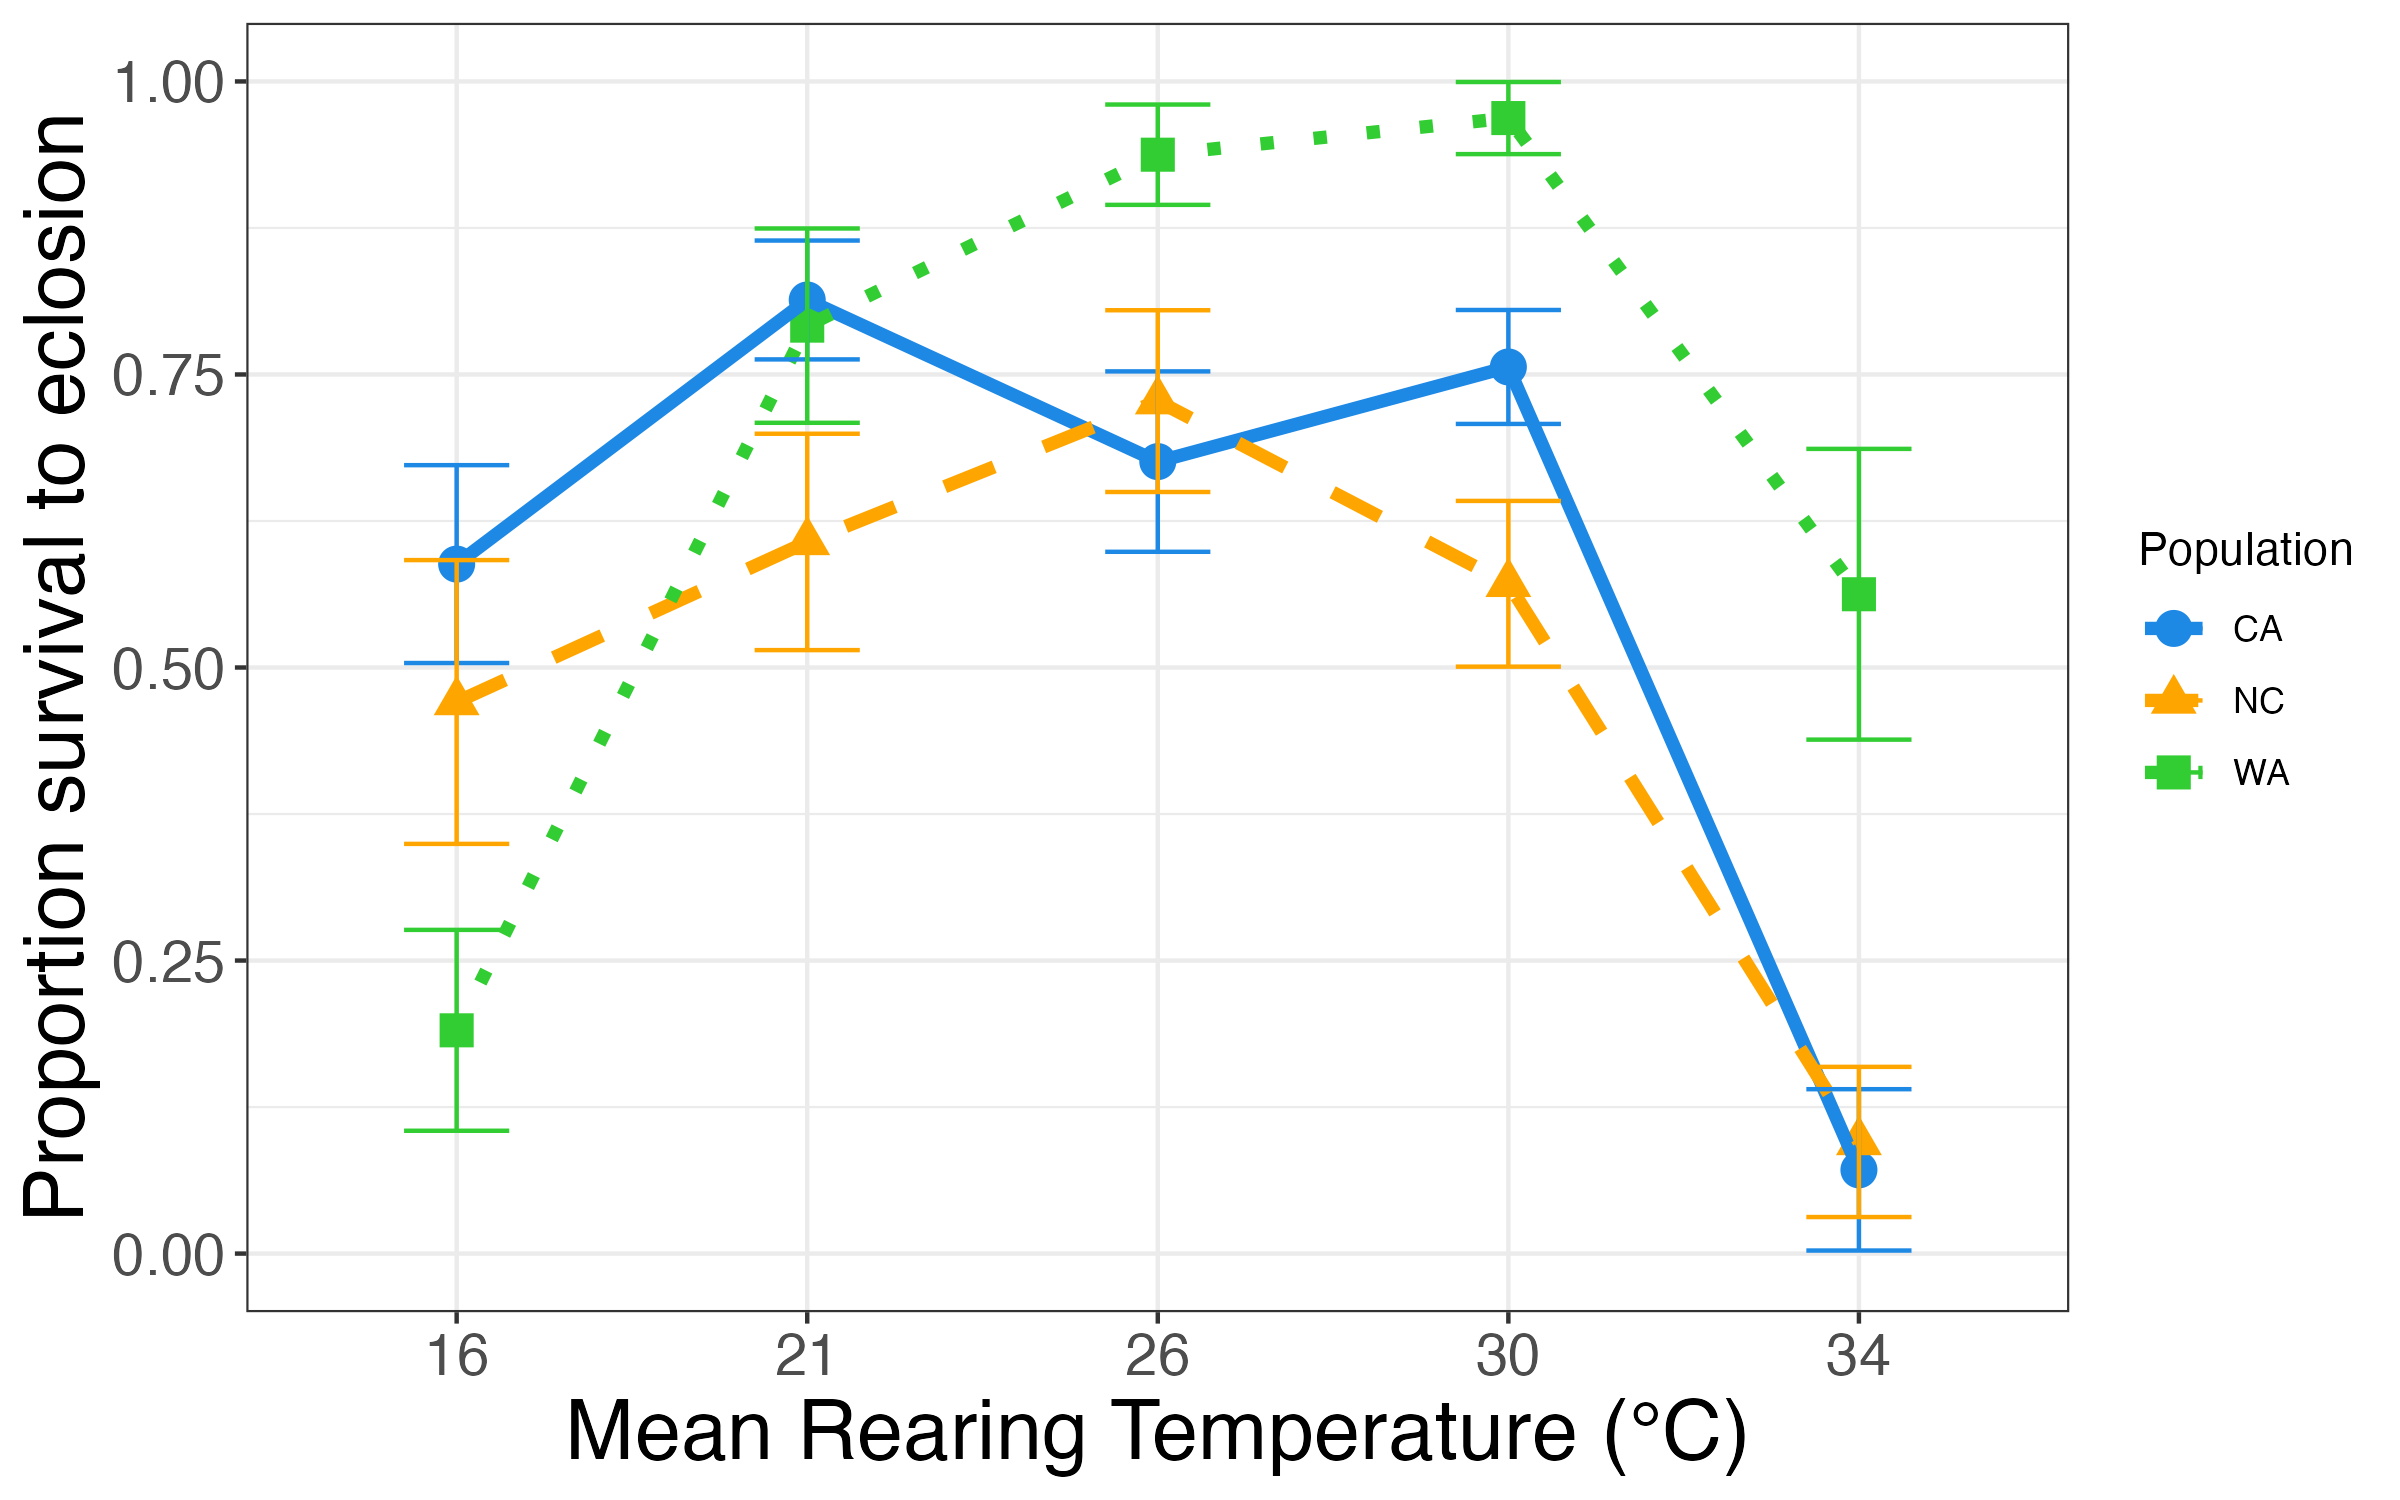 Proportion survival to eclosion
1.00
0.75
0.50
0.25
0.00
16 21 26 30 34
Mean Rearing Temperature (°C)
Population
CA
NC
WA